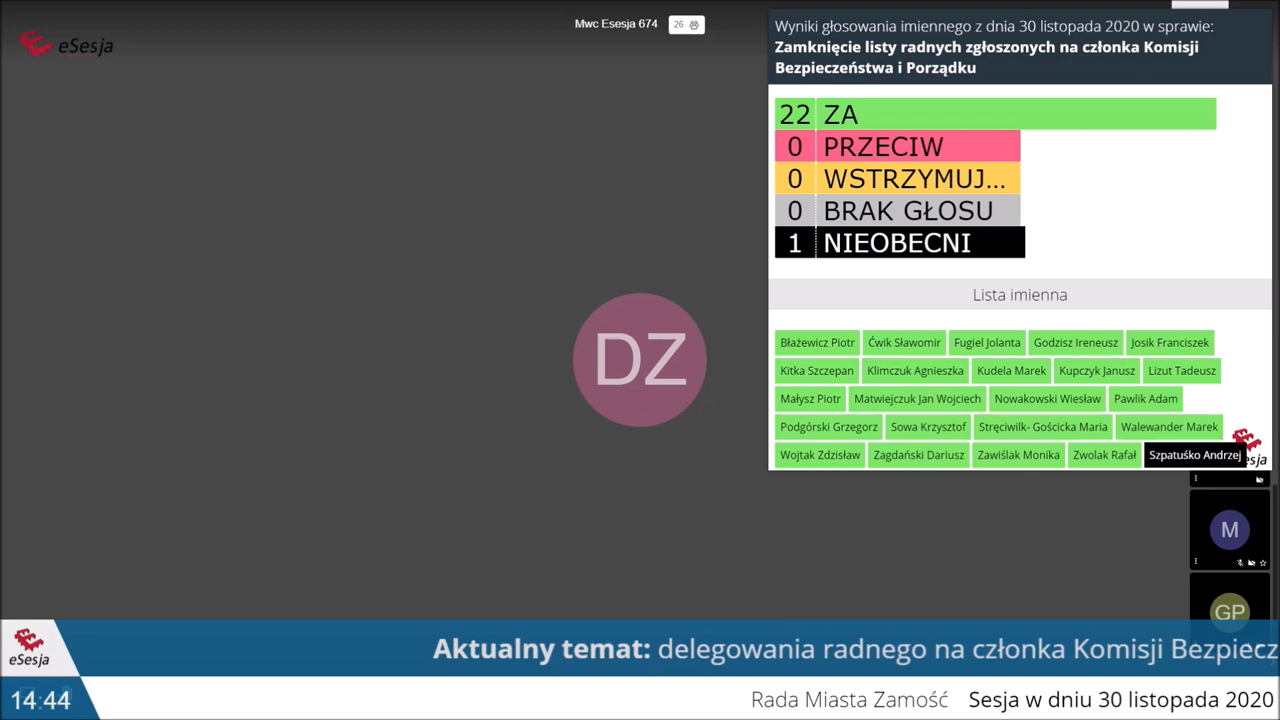 Mwc Esesja 674 26
eSesja
Wyniki głosowania imiennego z dnia 30 listopada 2020 w sprawie:
Zamknięcie listy radnych zgłoszonych na członka Komisji
Bezpieczeństwa i Porządku
22 ZA
0 PRZECIW
0 WSTRZYMUJ...
0 BRAK GŁOSU
1 NIEOBECNI
Lista imienna
Błażewicz Piotr Ćwik Sławomir Fugiel Jolanta Godzisz Ireneusz Josik Franciszek
Kitka Szczepan Klimczuk Agnieszka Kudela Marek Kupczyk Janusz Lizut Tadeusz
Małysz Piotr Matwiejczuk Jan Wojciech Nowakowski Wiesław Pawlik Adam
Podgórski Grzegorz Sowa Krzysztof Stręciwilk- Gościcka Maria Walewander Marek
Wojtak Zdzisław Zagdański Dariusz Zawiślak Monika Zwolak Rafał Szpatuśko Andrzej
DZ
M
GP
eSesja
Aktualny temat: delegowania radnego na członka Komisji Bezpiecz
14:44
Rada Miasta Zamość Sesja w dniu 30 listopada 2020